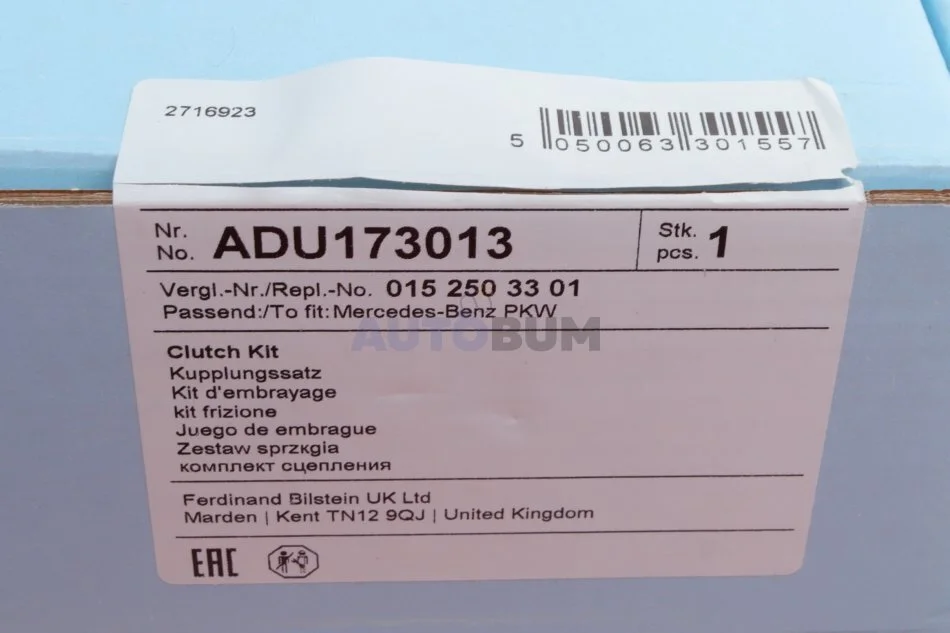 2716923
5 050063 301557
Nr. No. ADU173013 Stk. pcs. 1
Vergl.-Nr./Repl.-No. 015 250 33 01
Passend:/To fit: Mercedes-Benz PKW
AUTOBUM
Clutch Kit
Kupplungssatz
Kit d'embrayage
kit frizione
Juego de embrague
Zestaw sprzкgia
комплект сцепления
Ferdinand Bilstein UK Ltd
Marden | Kent TN12 9QJ | United Kingdom
EAC